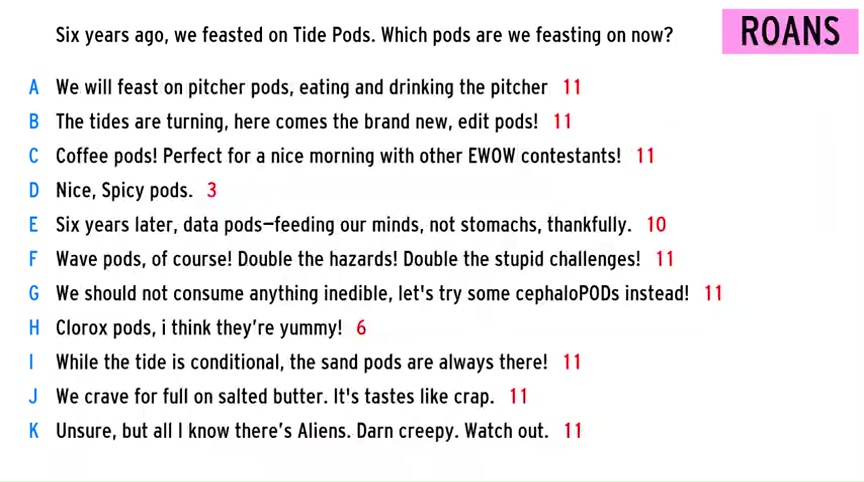 Six years ago, we feasted on Tide Pods. Which pods are we feasting on now?
ROANS
A We will feast on pitcher pods, eating and drinking the pitcher 11
B The tides are turning, here comes the brand new, edit pods! 11
C Coffee pods! Perfect for a nice morning with other EWOW contestants! 11
D Nice, Spicy pods. 3
E Six years later, data pods—feeding our minds, not stomachs, thankfully. 10
F Wave pods, of course! Double the hazards! Double the stupid challenges! 11
G We should not consume anything inedible, let's try some cephaloPODs instead! 11
H Clorox pods, i think they're yummy! 6
I While the tide is conditional, the sand pods are always there! 11
J We crave for full on salted butter. It's tastes like crap. 11
K Unsure, but all I know there's Aliens. Darn creepy. Watch out. 11